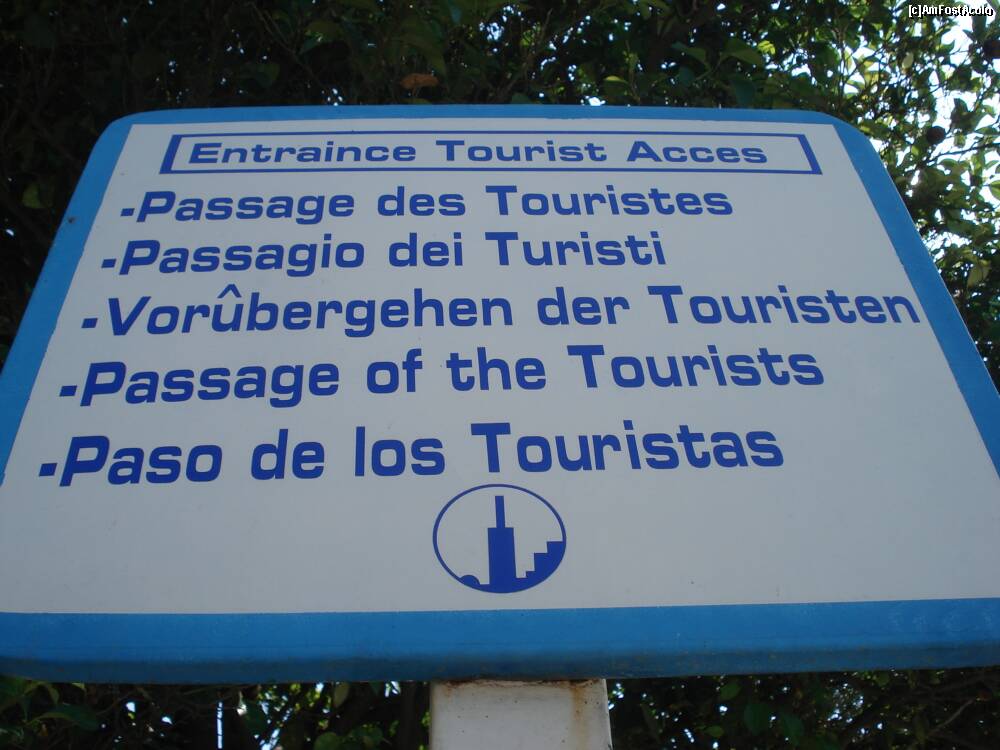 [c]AmFostAcolo
Entraince Tourist Acces
-Passage des Touristes
-Passagio dei Turisti
-Vorûbergehen der Touristen
-Passage of the Tourists
-Paso de los Touristas